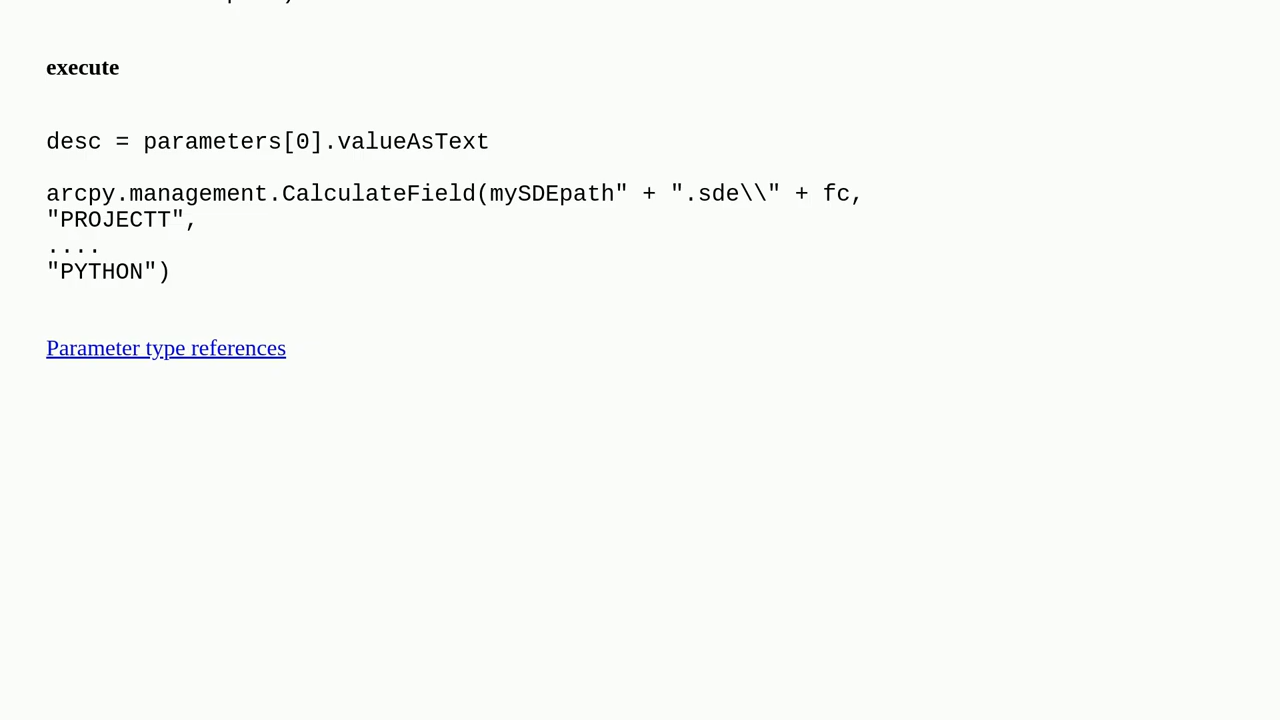 execute
desc = parameters[0].valueAsText
arcpy.management.CalculateField(mySDEpath" + ".sde\\" + fc,
"PROJECTT",
....
"PYTHON")
Parameter type references